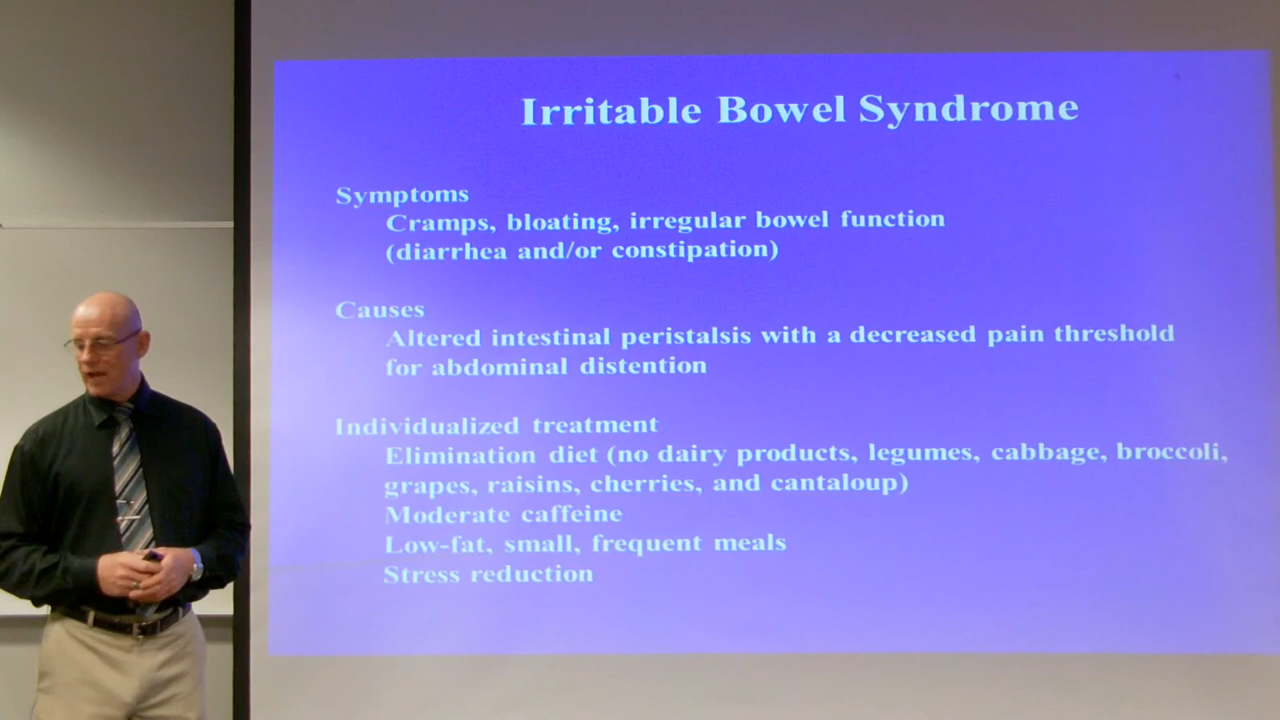 Irritable Bowel Syndrome
Symptoms
Cramps, bloating, irregular bowel function
(diarrhea and/or constipation)
Causes
Altered intestinal peristalsis with a decreased pain threshold
for abdominal distention
Individualized treatment
Elimination diet (no dairy products, legumes, cabbage, broccoli,
grapes, raisins, cherries, and cantaloup)
Moderate caffeine
Low-fat, small, frequent meals
Stress reduction